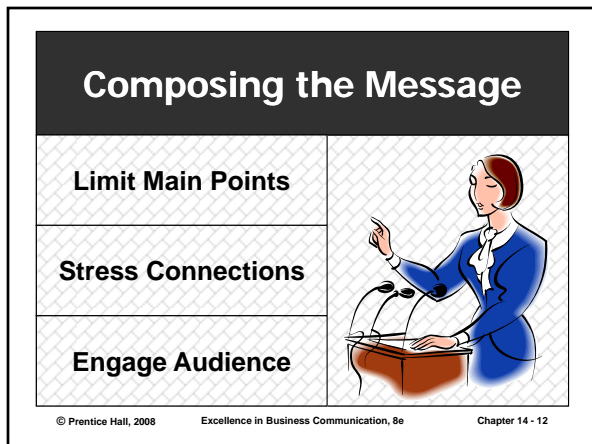 Composing the Message
Limit Main Points
Stress Connections
Engage Audience
© Prentice Hall, 2008 Excellence in Business Communication, 8e Chapter 14 - 12